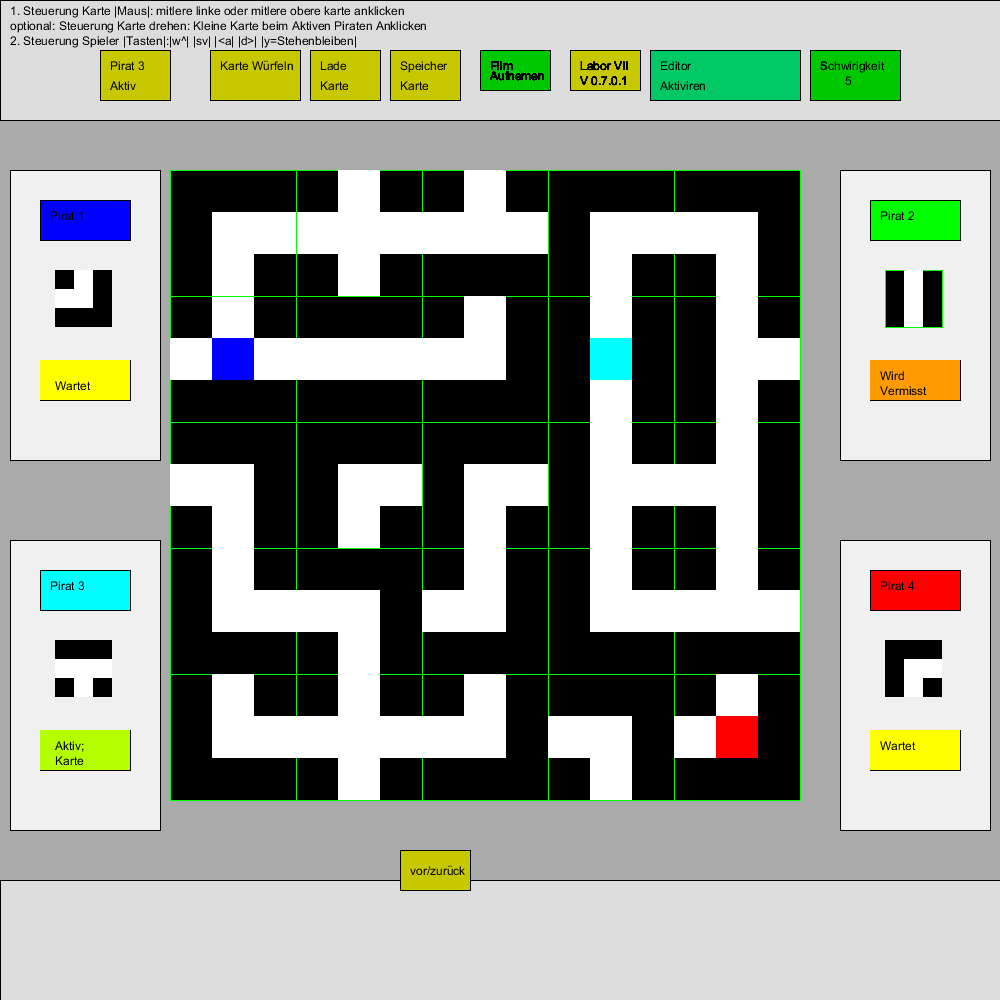 1. Steuerung Karte |Maus|: mitlere linke oder mitlere obere karte anklicken
optional: Steuerung Karte drehen: Kleine Karte beim Aktiven Piraten Anklicken
2. Steuerung Spieler |Tasten|:|w^| |sv| |<a| |d>| |y=Stehenbleiben|
Pirat 3
Aktiv
Karte Würfeln
Lade
Karte
Speicher
Karte
Film
Aufnemen
Labor VII
V 0.7.0.1
Editor
Aktiviren
Schwirigkeit
5
Pirat 1
Wartet
Pirat 2
Wird
Vermisst
Pirat 3
Aktiv;
Karte
Pirat 4
Wartet
vor/zurück